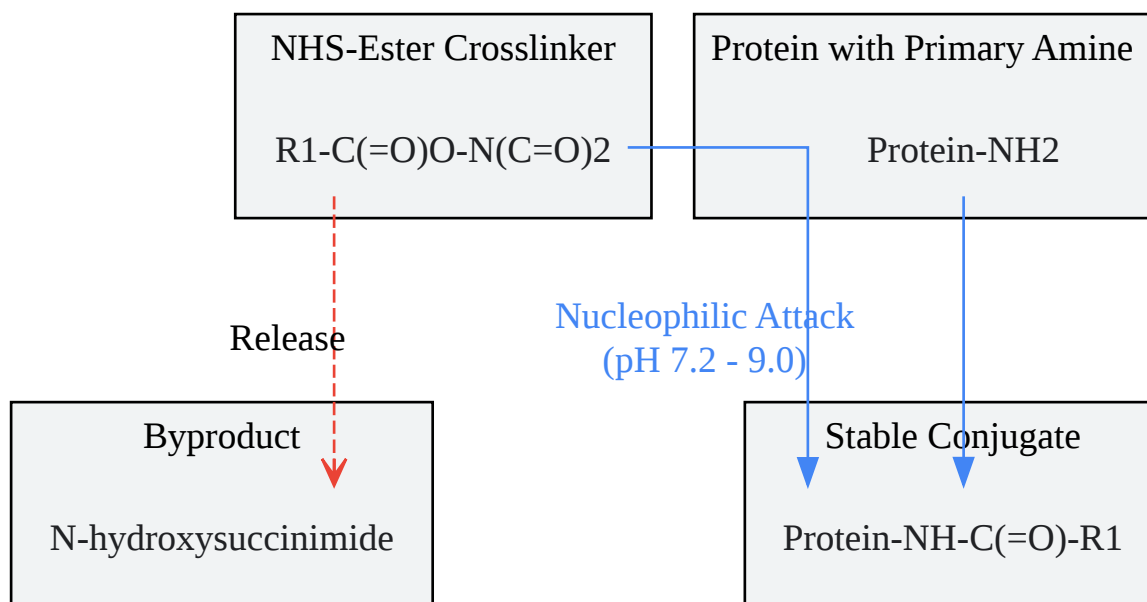 NHS-Ester Crosslinker
R1-C(=O)O-N(C=O)2
Protein with Primary Amine
Protein-NH2
Release
Nucleophilic Attack
(pH 7.2 - 9.0)
Byproduct
N-hydroxysuccinimide
Stable Conjugate
Protein-NH-C(=O)-R1